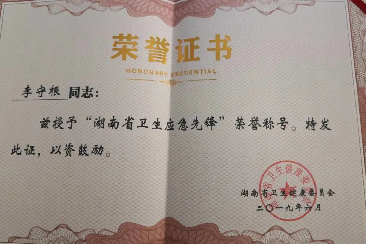 荣誉证书
HONORARY CREDENTIAL
李守根同志：
兹授予“湖南省卫生应急先锋”荣誉称号。特发
此证，以资鼓励。
湖南省卫生健康委员会
二〇一九年六月